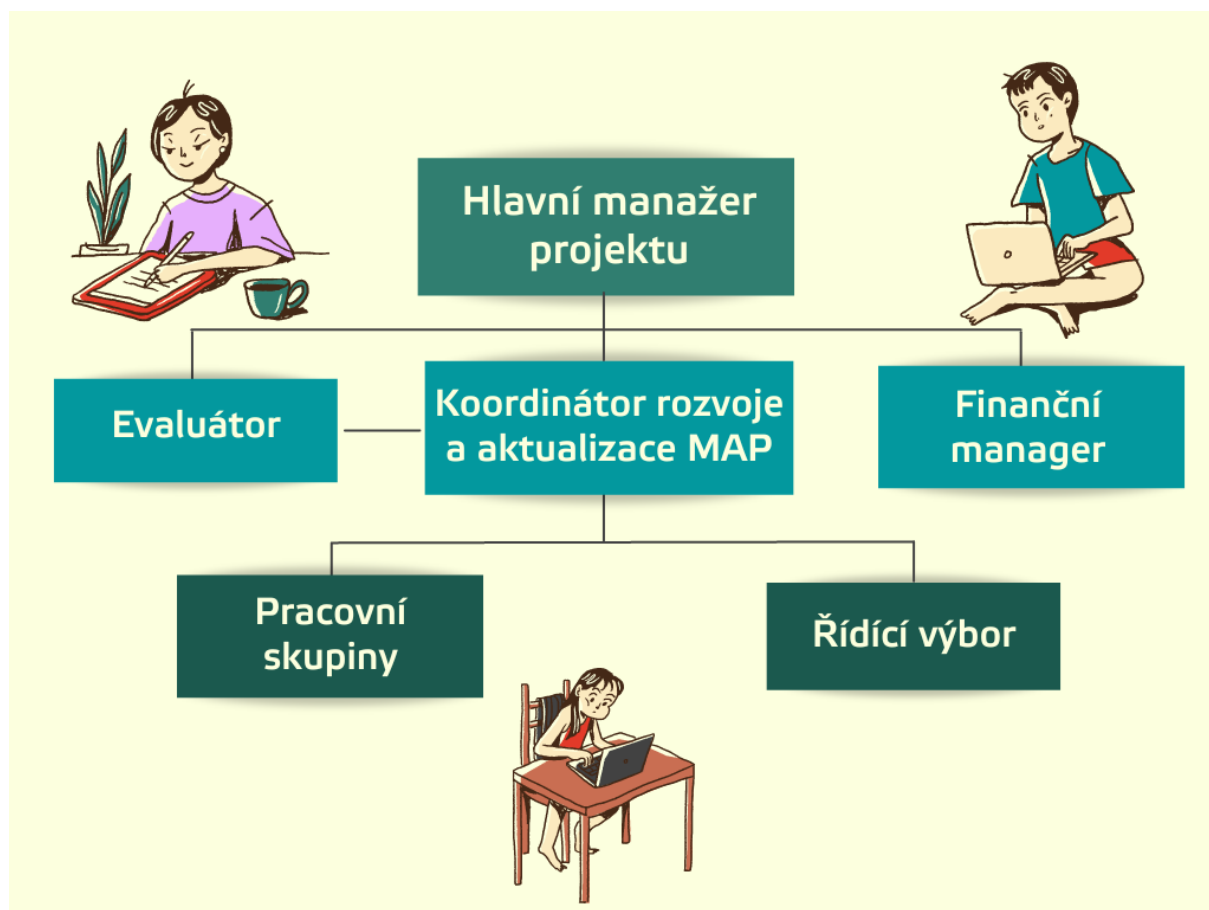 Hlavní manažer
projektu
Evaluátor
Koordinátor rozvoje
a aktualizace MAP
Finanční
manager
Pracovní
skupiny
Řídící výbor